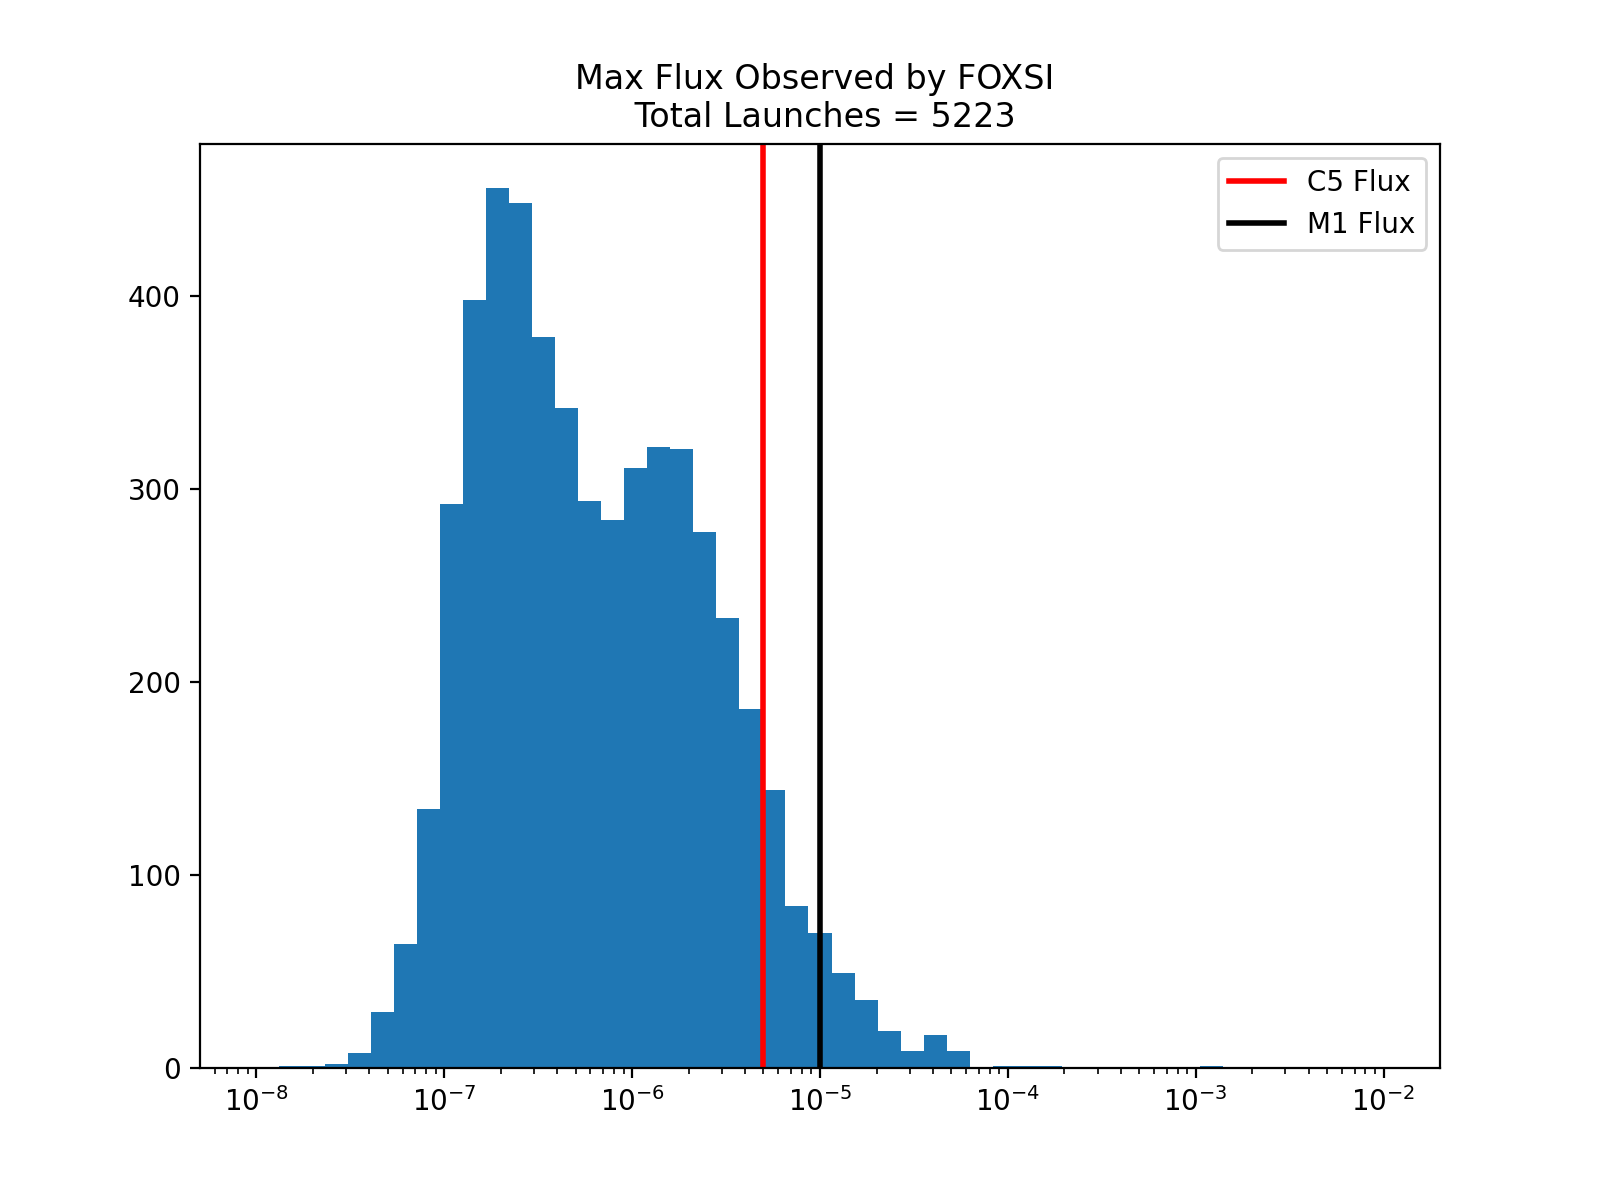 Max Flux Observed by FOXSI
Total Launches = 5223
C5 Flux
M1 Flux
400
300
200
100
0
10⁻⁸ 10⁻⁷ 10⁻⁶ 10⁻⁵ 10⁻⁴ 10⁻³ 10⁻²